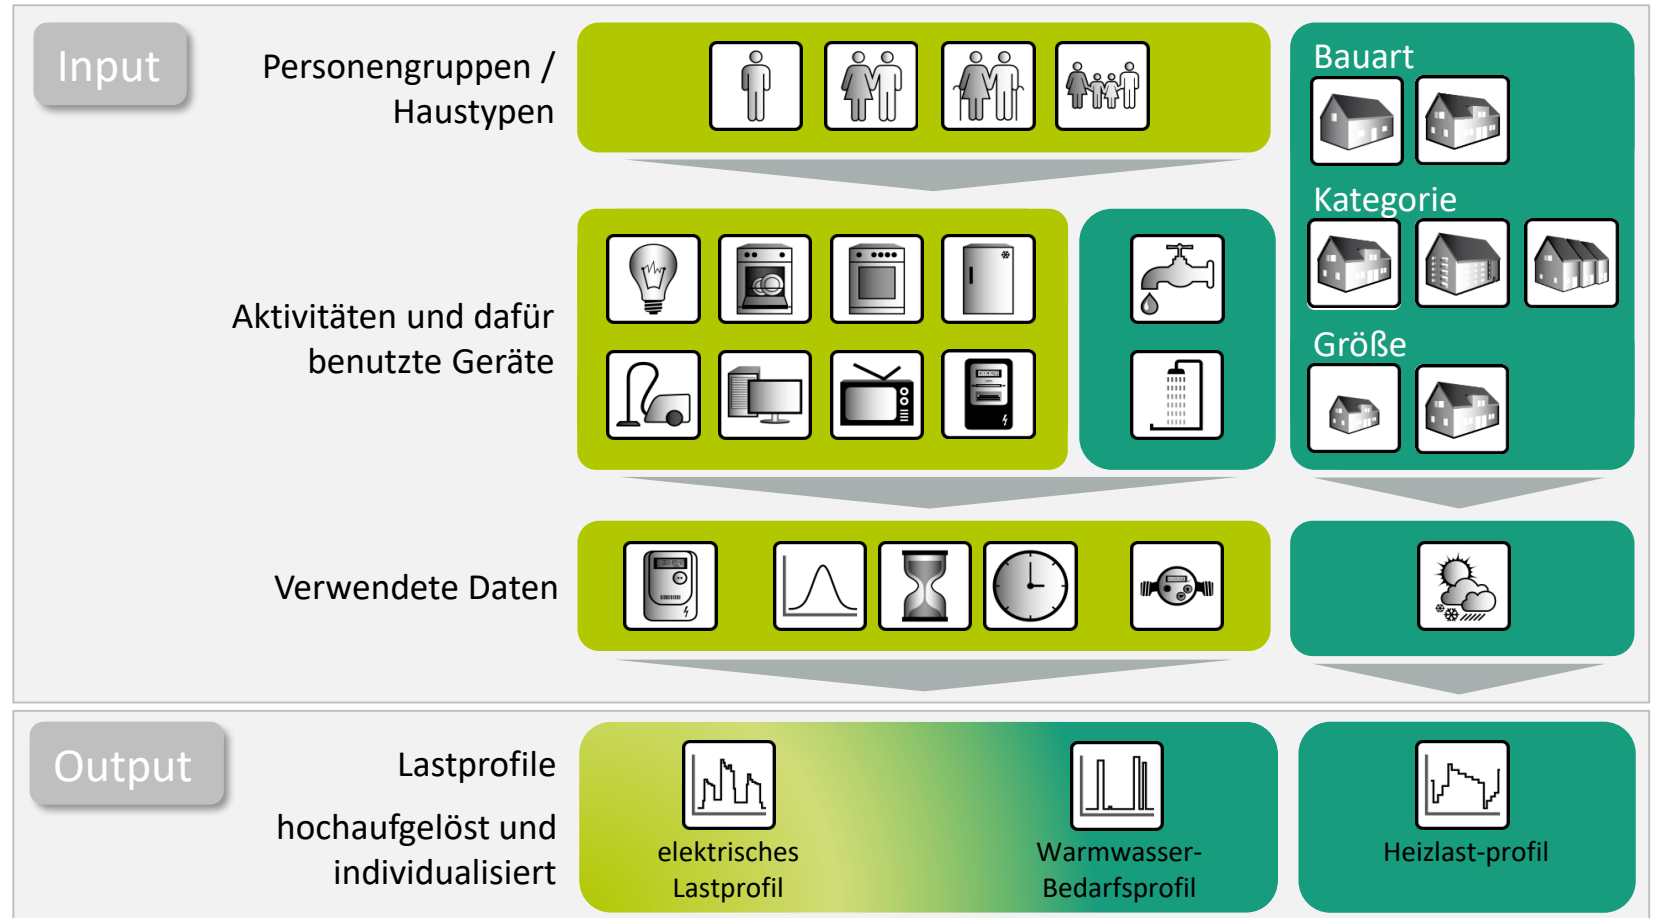 Input
Personengruppen /
Haustypen
Bauart
Kategorie
Größe
Aktivitäten und dafür
benutzte Geräte
Verwendete Daten
Output
Lastprofile
hochaufgelöst und
individualisiert
elektrisches
Lastprofil
Warmwasser-
Bedarfsprofil
Heizlast-profil